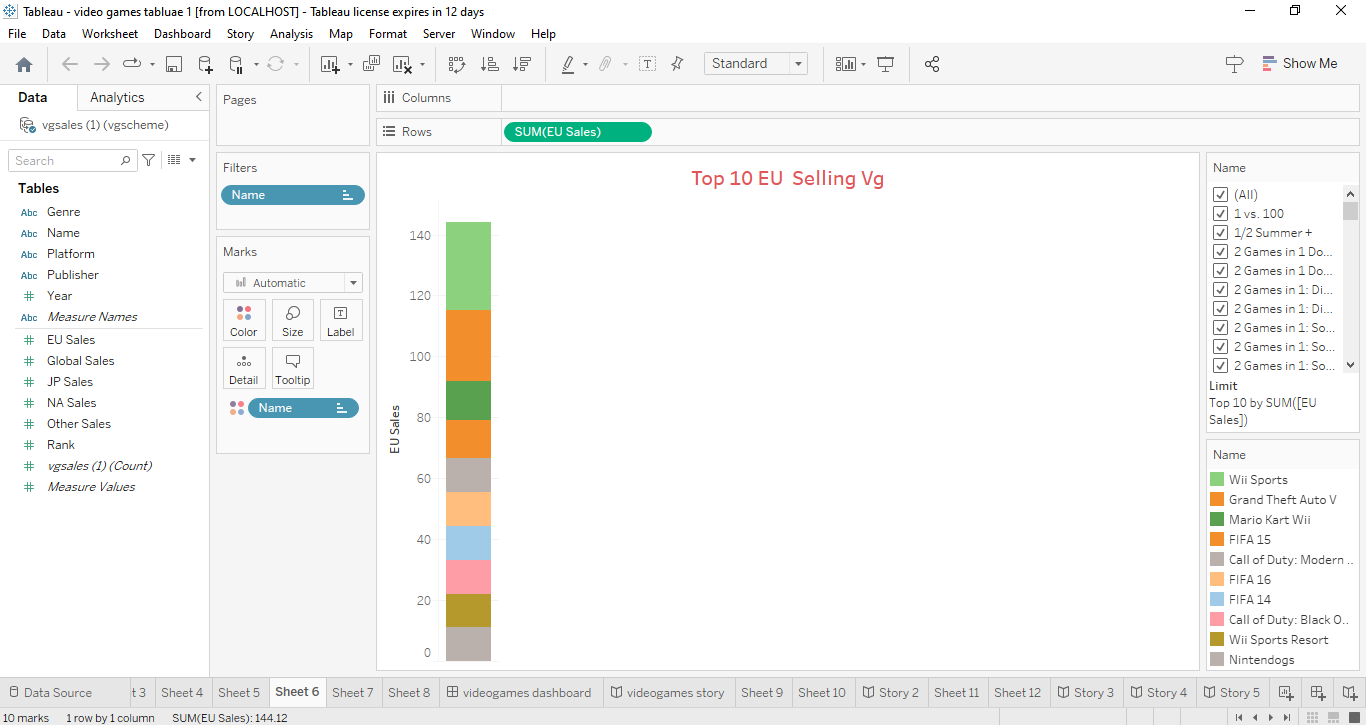 Tableau - video games tabluae 1 [from LOCALHOST] - Tableau license expires in 12 days
File Data Worksheet Dashboard Story Analysis Map Format Server Window Help
Standard
Show Me
Data Analytics
vgsales (1) (vgscheme)
Search
Tables
Abc Genre
Abc Name
Abc Platform
Abc Publisher
# Year
Abc Measure Names
# EU Sales
# Global Sales
# JP Sales
# NA Sales
# Other Sales
# Rank
# vgsales (1) (Count)
# Measure Values
Pages
Filters
Name
Marks
Automatic
Color Size Label
Detail Tooltip
Name
Columns
Rows SUM(EU Sales)
Top 10 EU Selling Vg
EU Sales
140
120
100
80
60
40
20
0
Name
(All)
1 vs. 100
1/2 Summer +
2 Games in 1 Do...
2 Games in 1 Do...
2 Games in 1: Di...
2 Games in 1: Di...
2 Games in 1: So...
2 Games in 1: So...
2 Games in 1: So...
Limit
Top 10 by SUM([EU
Sales])
Name
Wii Sports
Grand Theft Auto V
Mario Kart Wii
FIFA 15
Call of Duty: Modern ..
FIFA 16
FIFA 14
Call of Duty: Black O..
Wii Sports Resort
Nintendogs
Data Source t 3 Sheet 4 Sheet 5 Sheet 6 Sheet 7 Sheet 8 videogames dashboard videogames story Sheet 9 Sheet 10 Story 2 Sheet 11 Sheet 12 Story 3 Story 4 Story 5
10 marks 1 row by 1 column SUM(EU Sales): 144.12